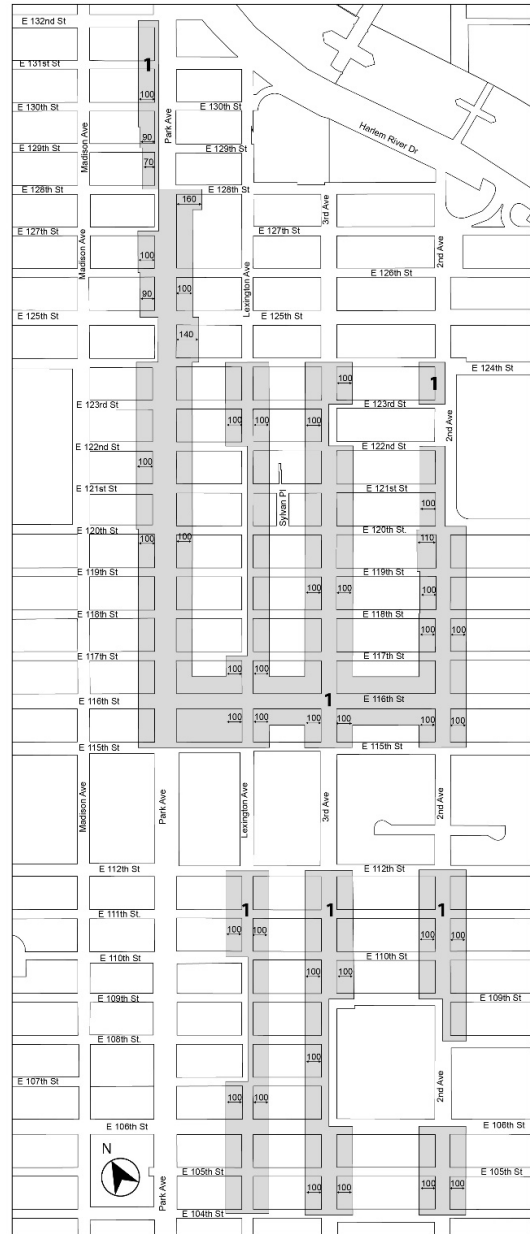 E 132nd St
E 131st St
1
100
E 130th St
E 130th St
Harlem River Dr
Madison Ave
90
Park Ave
E 129th St
E 129th St
70
E 128th St
E 128th St
160
3rd Ave
E 127th St
E 127th St
Madison Ave
100
Lexington Ave
2nd Ave
E 126th St
90
100
E 125th St
E 125th St
140
E 124th St
100
1
E 123rd St
E 123rd St
100
100
100
2nd Ave
E 122nd St
E 122nd St
100
E 121st St
E 121st St
Sylvan Pl
100
E 120th St
E 120th St.
100
100
110
E 119th St
E 119th St
100
100
100
E 118th St
E 118th St
100
100
E 117th St
E 117th St
100
100
E 116th St
1
E 116th St
100
100
100
100
100
100
E 115th St
E 115th St
Madison Ave
Park Ave
Lexington Ave
3rd Ave
2nd Ave
E 112th St
E 112th St
1
1
1
E 111th St.
100
100
100
100
E 110th St
E 110th St
100
100
E 109th St
E 109th St
E 108th St.
100
E 107th St
2nd Ave
100
100
E 106th St
E 106th St
N
E 105th St
E 105th St
Park Ave
100
100
100
100
E 104th St